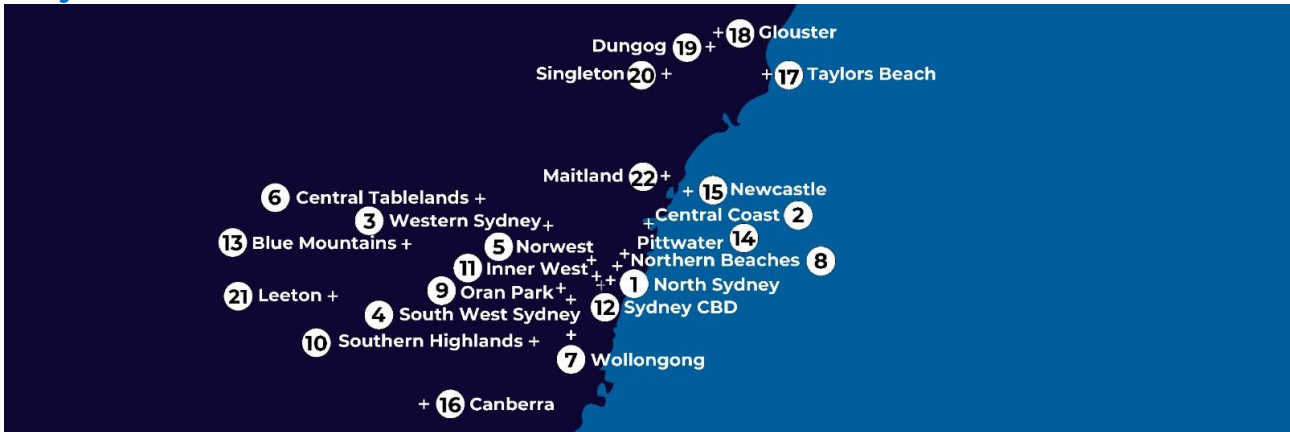 18 Glouster
Dungog 19
Singleton 20
17 Taylors Beach
Maitland 22
15 Newcastle
6 Central Tablelands
Central Coast 2
3 Western Sydney
13 Blue Mountains
Pittwater 14
5 Norwest
Northern Beaches 8
11 Inner West
1 North Sydney
9 Oran Park
21 Leeton
12 Sydney CBD
4 South West Sydney
10 Southern Highlands
7 Wollongong
16 Canberra